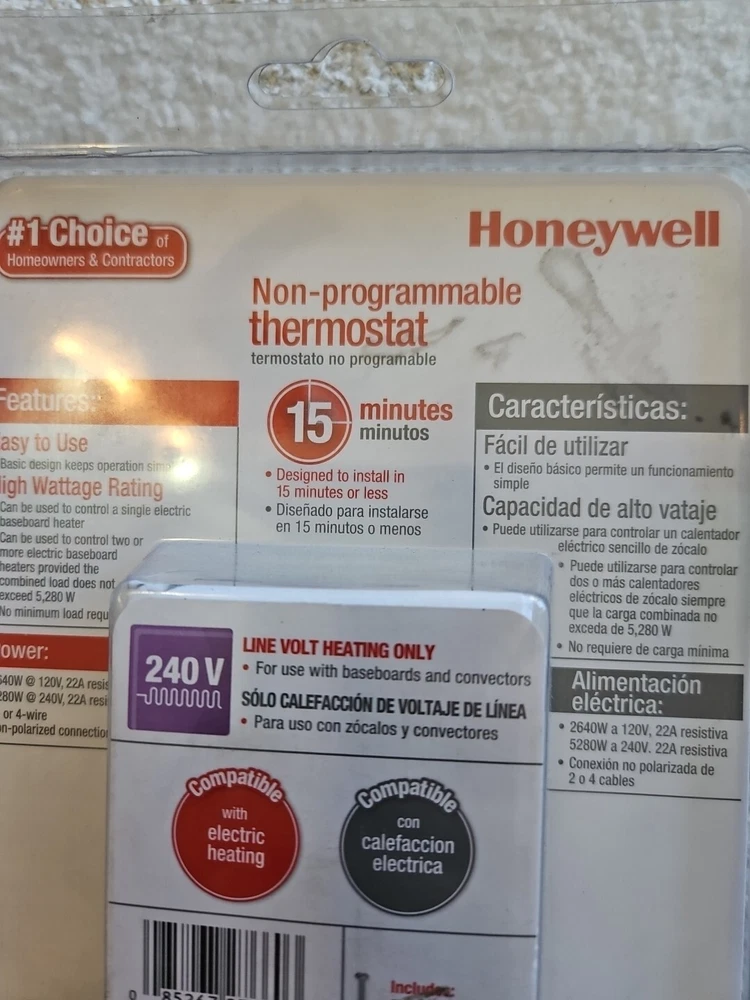 #1 Choice of
Homeowners & Contractors
Honeywell
Non-programmable
thermostat
termostato no programable
Features:
asy to Use
Basic design keeps operation
igh Wattage Rating
Can be used to control a single electric
baseboard heater
Can be used to control two or
more electric baseboard
heaters provided the
combined load does not
exceed 5,280 W
No minimum load requ
ower:
640W @ 120V, 22A resis
280W @ 240V, 22A resi
or 4-wire
n-polarized connection
15 minutes
minutos
• Designed to install in
15 minutes or less
• Diseñado para instalarse
en 15 minutos o menos
Características:
Fácil de utilizar
• El diseño básico permite un funcionamiento
simple
Capacidad de alto vataje
• Puede utilizarse para controlar un calentador
eléctrico sencillo de zócalo
• Puede utilizarse para controlar
dos o más calentadores
eléctricos de zócalo siempre
que la carga combinada no
exceda de 5,280 W
• No requiere de carga mínima
Alimentación
eléctrica:
• 2640W a 120V, 22A resistiva
5280W a 240V. 22A resistiva
• Conexión no polarizada de
2 o 4 cables
240 V
LINE VOLT HEATING ONLY
• For use with baseboards and convectors
SÓLO CALEFACCIÓN DE VOLTAJE DE LÍNEA
• Para uso con zócalos y convectores
Compatible
with
electric
heating
Compatible
con
calefaccion
electrica
0 85267
Includes: